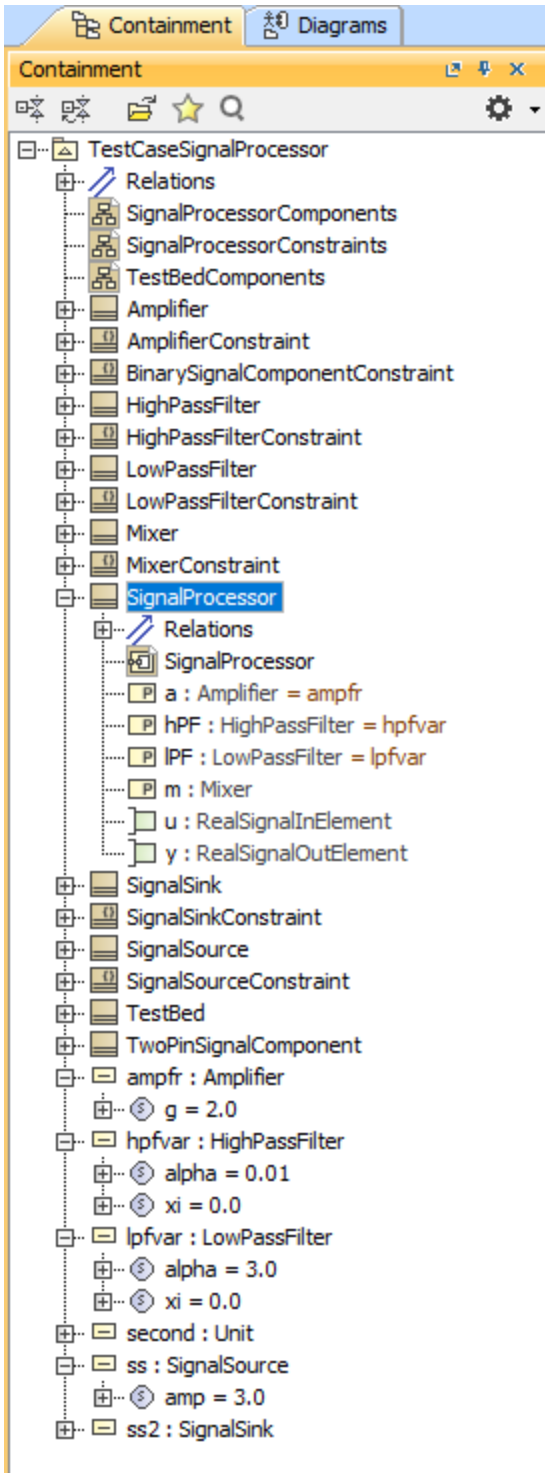 Containment Diagrams
Containment
TestCaseSignalProcessor
Relations
SignalProcessorComponents
SignalProcessorConstraints
TestBedComponents
Amplifier
AmplifierConstraint
BinarySignalComponentConstraint
HighPassFilter
HighPassFilterConstraint
LowPassFilter
LowPassFilterConstraint
Mixer
MixerConstraint
SignalProcessor
Relations
SignalProcessor
P a : Amplifier = ampfr
P hPF : HighPassFilter = hpfvar
P lPF : LowPassFilter = lpfvar
P m : Mixer
u : RealSignalInElement
y : RealSignalOutElement
SignalSink
SignalSinkConstraint
SignalSource
SignalSourceConstraint
TestBed
TwoPinSignalComponent
ampfr : Amplifier
S g = 2.0
hpfvar : HighPassFilter
S alpha = 0.01
S xi = 0.0
lpfvar : LowPassFilter
S alpha = 3.0
S xi = 0.0
second : Unit
ss : SignalSource
S amp = 3.0
ss2 : SignalSink